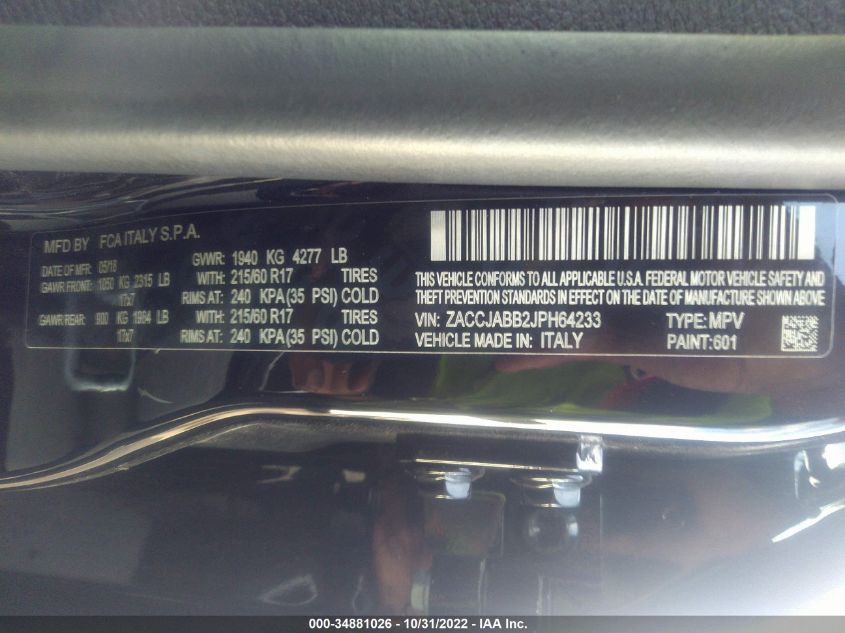 MFD BY FCA ITALY S.P.A.
DATE OF MFR: 05/18 GVWR: 1940 KG 4277 LB
GAWR FRONT: 1050 KG 2315 LB WITH: 215/60 R17 TIRES
17x7 RIMS AT: 240 KPA(35 PSI) COLD
GAWR REAR: 900 KG 1984 LB WITH: 215/60 R17 TIRES
17x7 RIMS AT: 240 KPA(35 PSI) COLD
THIS VEHICLE CONFORMS TO ALL APPLICABLE U.S.A. FEDERAL MOTOR VEHICLE SAFETY AND
THEFT PREVENTION STANDARDS IN EFFECT ON THE DATE OF MANUFACTURE SHOWN ABOVE
VIN: ZACCJABB2JPH64233 TYPE: MPV
VEHICLE MADE IN: ITALY PAINT:601
000-34881026 - 10/31/2022 - IAA Inc.